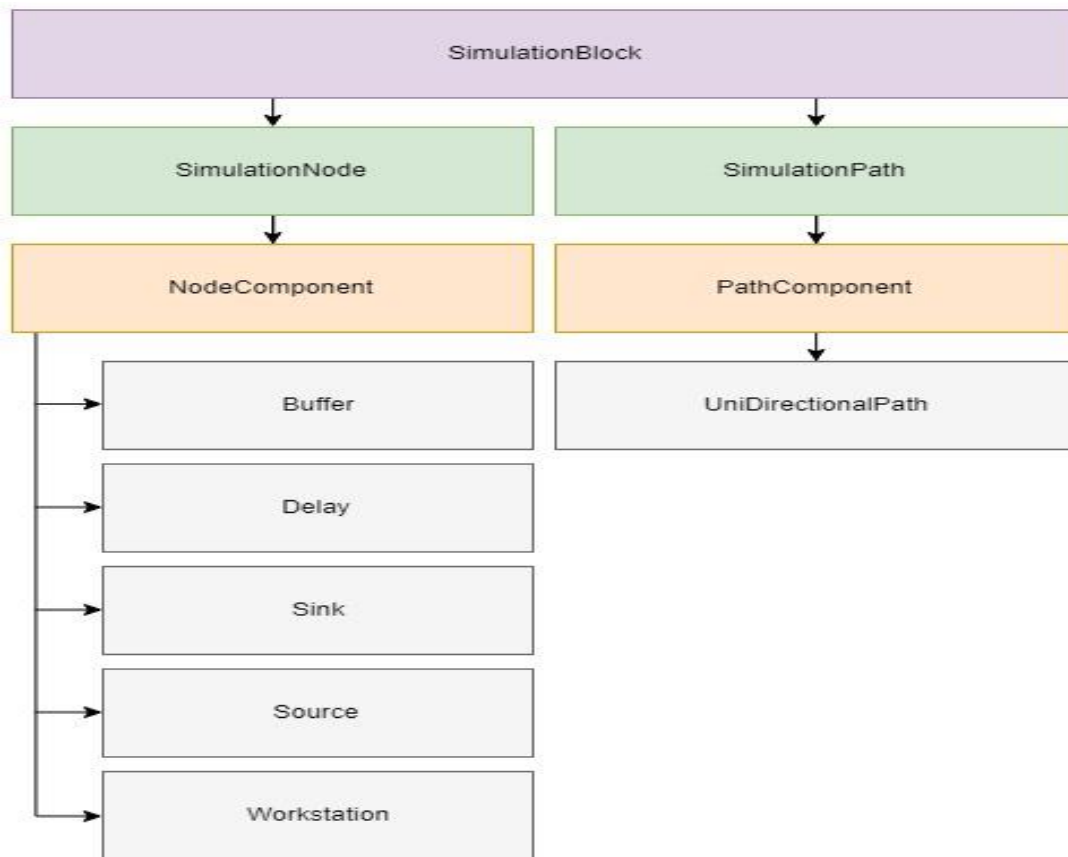 SimulationBlock
SimulationNode
SimulationPath
NodeComponent
PathComponent
Buffer
UniDirectionalPath
Delay
Sink
Source
Workstation